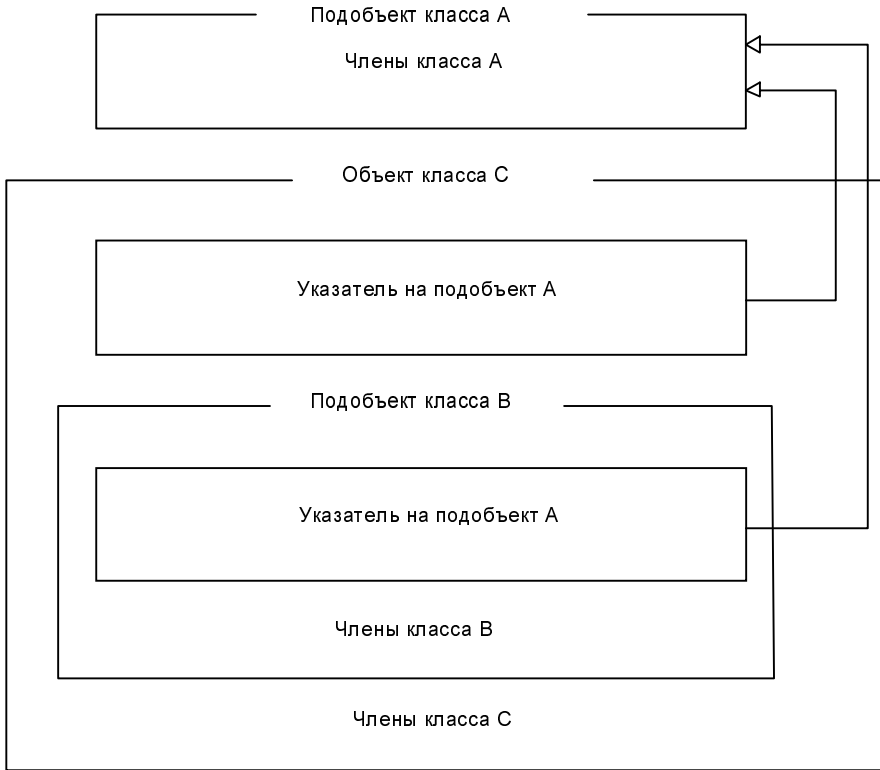 Подобъект класса А
Члены класса А
Объект класса С
Указатель на подобъект А
Подобъект класса В
Указатель на подобъект А
Члены класса В
Члены класса С